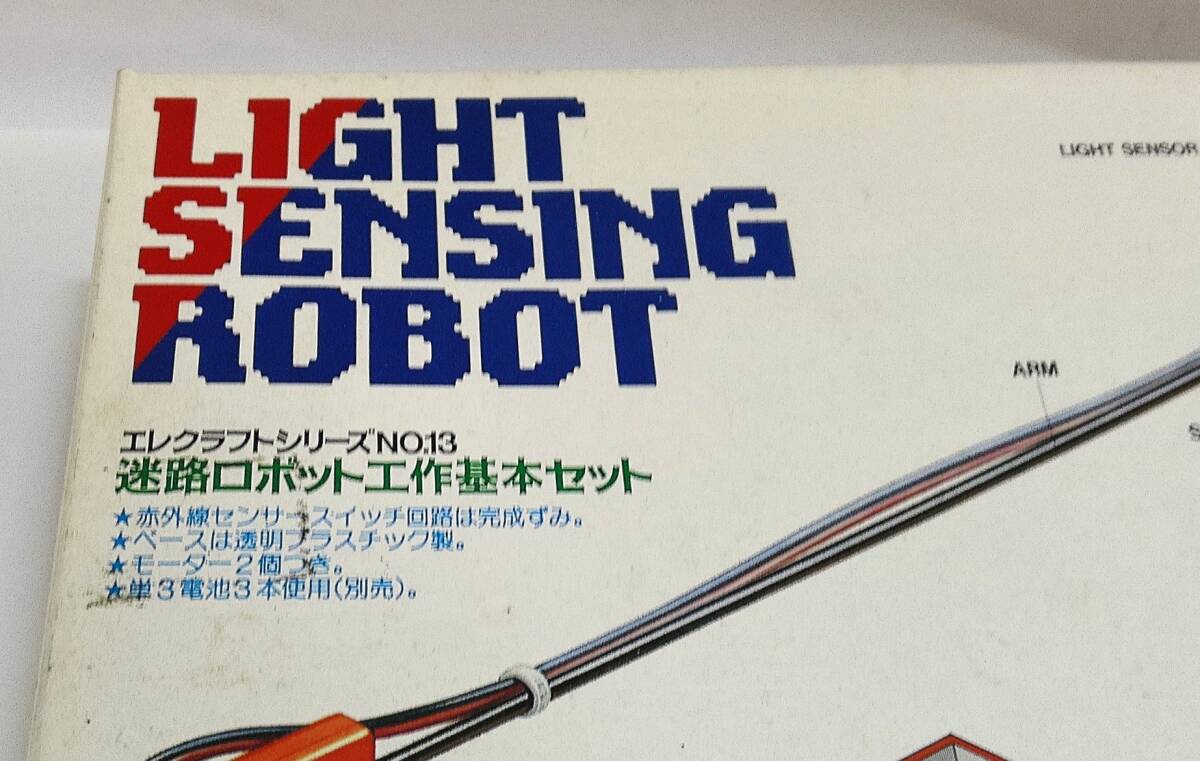 LIGHT
SENSING
ROBOT
エレクラフトシリーズNO.13
迷路ロボット工作基本セット
★赤外線センサースイッチ回路は完成ずみ。
★ベースは透明プラスチック製。
★モーター2個つき。
★単3電池3本使用(別売)。
LIGHT SENSOR
ARM